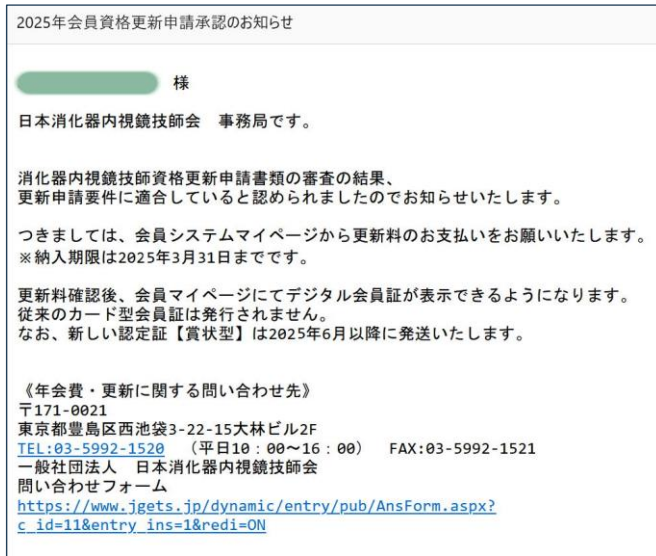 2025年会員資格更新申請承認のお知らせ
様
日本消化器内視鏡技師会　事務局です。
消化器内視鏡技師資格更新申請書類の審査の結果、
更新申請要件に適合していると認められましたのでお知らせいたします。
つきましては、会員システムマイページから更新料のお支払いをお願いいたします。
※納入期限は2025年3月31日までです。
更新料確認後、会員マイページにてデジタル会員証が表示できるようになります。
従来のカード型会員証は発行されません。
なお、新しい認定証【賞状型】は2025年6月以降に発送いたします。
《年会費・更新に関する問い合わせ先》
〒171-0021
東京都豊島区西池袋3-22-15大林ビル2F
TEL:03-5992-1520　（平日10：00～16：00）　FAX:03-5992-1521
一般社団法人　日本消化器内視鏡技師会
問い合わせフォーム
https://www.jgets.jp/dynamic/entry/pub/AnsForm.aspx?
c_id=11&entry_ins=1&redi=ON